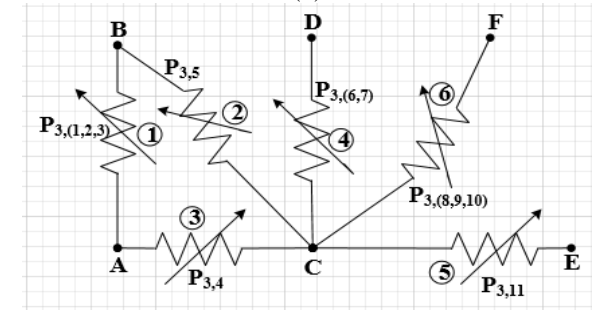 B
D
F
P3,5
P3,(6,7)
⑥
②
P3,(1,2,3)
①
④
P3,(8,9,10)
③
A
P3,4
C
⑤
P3,11
E